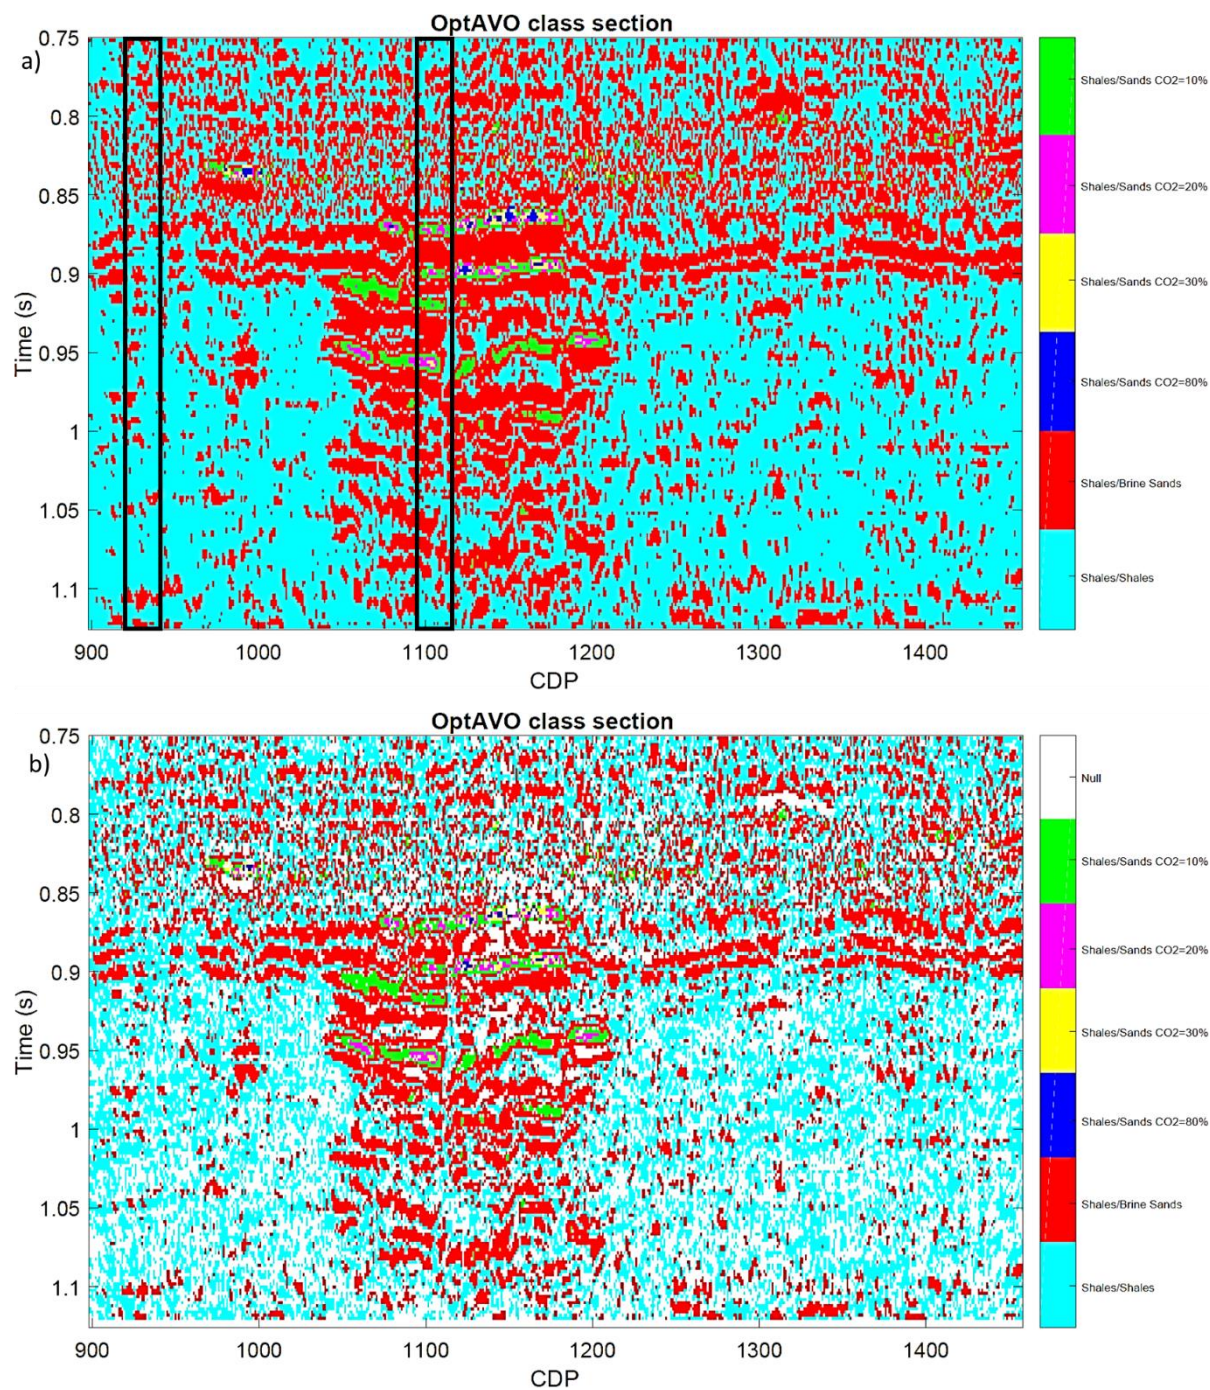 OptAVO class section
a)
0.75
0.8
0.85
0.9
0.95
1
1.05
1.1
Time (s)
900 1000 1100 1200 1300 1400
CDP
Shales/Sands CO2=10%
Shales/Sands CO2=20%
Shales/Sands CO2=30%
Shales/Sands CO2=80%
Shales/Brine Sands
Shales/Shales
OptAVO class section
b)
0.75
0.8
0.85
0.9
0.95
1
1.05
1.1
Time (s)
900 1000 1100 1200 1300 1400
CDP
Null
Shales/Sands CO2=10%
Shales/Sands CO2=20%
Shales/Sands CO2=30%
Shales/Sands CO2=80%
Shales/Brine Sands
Shales/Shales